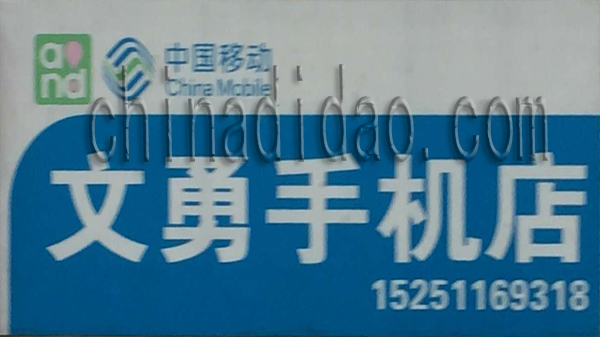 and 中国移动
China Mobile
chinadidao.com
文勇手机店
15251169318